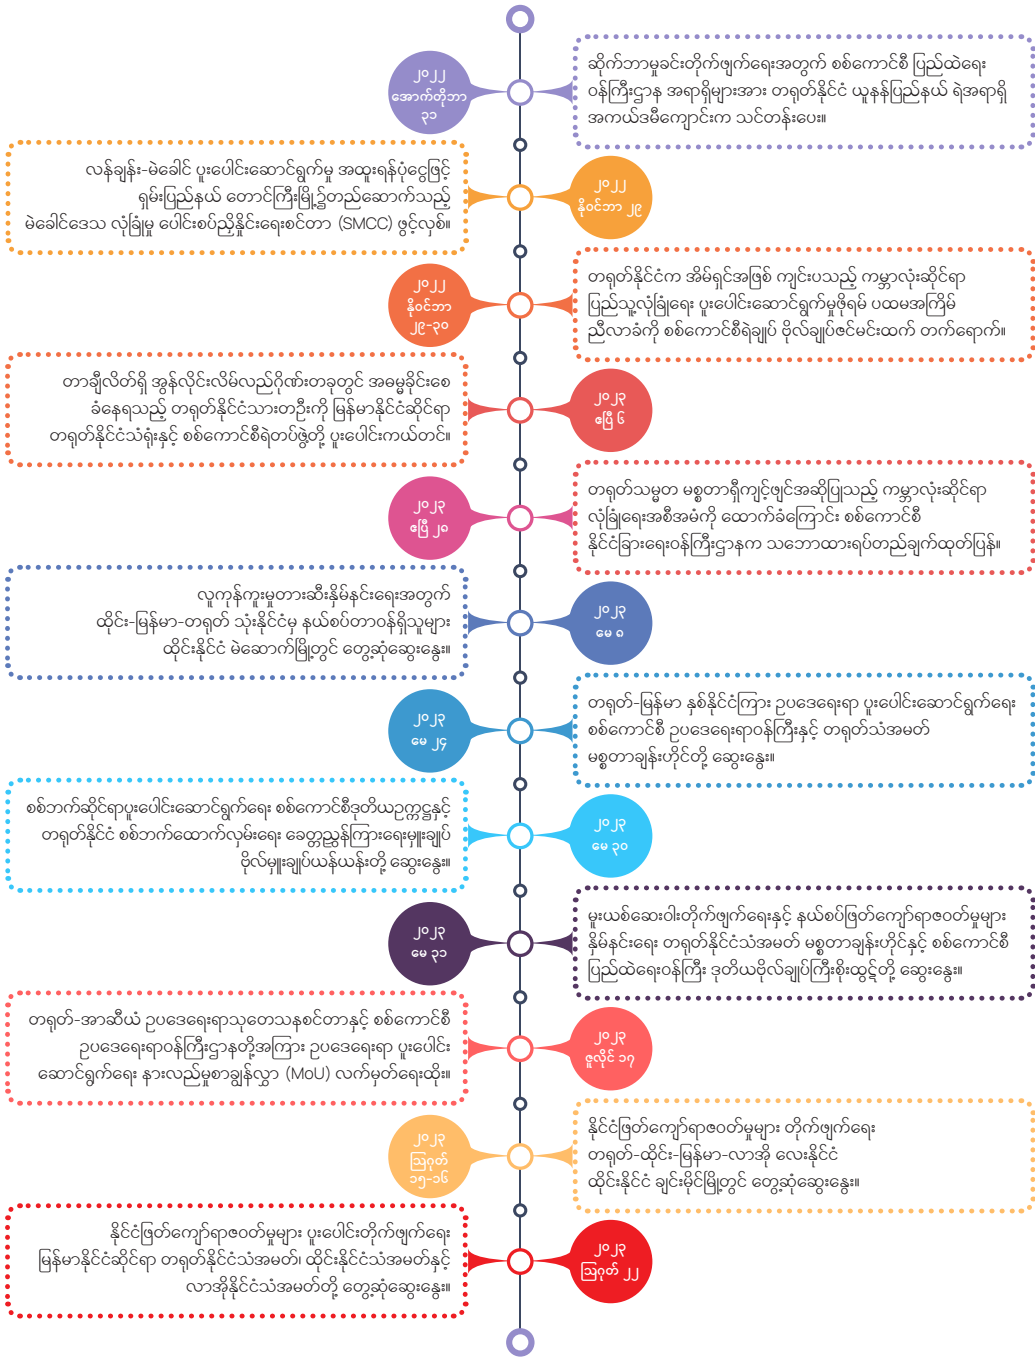 ၂၀၂၂
အောက်တိုဘာ
၃၁
ဆိုက်ဘာမှုခင်းတိုက်ဖျက်ရေးအတွက် စစ်ကောင်စီ ပြည်ထဲရေး
ဝန်ကြီးဌာန အရာရှိများအား တရုတ်နိုင်ငံ ယူနန်ပြည်နယ် ရဲအရာရှိ
အကယ်ဒမီကျောင်းက သင်တန်းပေး။
လန်ချန်း-မဲခေါင် ပူးပေါင်းဆောင်ရွက်မှု အထူးရန်ပုံငွေဖြင့်
ရှမ်းပြည်နယ် တောင်ကြီးမြို့၌တည်ဆောက်သည့်
မဲခေါင်ဒေသ လုံခြုံမှု ပေါင်းစပ်ညှိနှိုင်းရေးစင်တာ (SMCC) ဖွင့်လှစ်။
၂၀၂၂
နိုဝင်ဘာ ၂၉
၂၀၂၂
နိုဝင်ဘာ
၂၉-၃၀
တရုတ်နိုင်ငံက အိမ်ရှင်အဖြစ် ကျင်းပသည့် ကမ္ဘာလုံးဆိုင်ရာ
ပြည်သူ့လုံခြုံရေး ပူးပေါင်းဆောင်ရွက်မှုဖိုရမ် ပထမအကြိမ်
ညီလာခံကို စစ်ကောင်စီရဲချုပ် ဗိုလ်ချုပ်ဇင်မင်းထက် တက်ရောက်။
တာချီလိတ်ရှိ အွန်လိုင်းလိမ်လည်ဂိုဏ်းတခုတွင် အဓမ္မခိုင်းစေ
ခံနေရသည့် တရုတ်နိုင်ငံသားတဦးကို မြန်မာနိုင်ငံဆိုင်ရာ
တရုတ်နိုင်ငံသံရုံးနှင့် စစ်ကောင်စီရဲတပ်ဖွဲ့တို့ ပူးပေါင်းကယ်တင်။
၂၀၂၃
ဧပြီ ၆
၂၀၂၃
ဧပြီ ၂၈
တရုတ်သမ္မတ မစ္စတာရှီကျင့်ဖျင်အဆိုပြုသည့် ကမ္ဘာလုံးဆိုင်ရာ
လုံခြုံရေးအစီအမံကို ထောက်ခံကြောင်း စစ်ကောင်စီ
နိုင်ငံခြားရေးဝန်ကြီးဌာနက သဘောထားရပ်တည်ချက်ထုတ်ပြန်။
လူကုန်ကူးမှုတားဆီးနှိမ်နင်းရေးအတွက်
ထိုင်း-မြန်မာ-တရုတ် သုံးနိုင်ငံမှ နယ်စပ်တာဝန်ရှိသူများ
ထိုင်းနိုင်ငံ မဲဆောက်မြို့တွင် တွေ့ဆုံဆွေးနွေး။
၂၀၂၃
မေ ၈
၂၀၂၃
မေ ၂၄
တရုတ်-မြန်မာ နှစ်နိုင်ငံကြား ဥပဒေရေးရာ ပူးပေါင်းဆောင်ရွက်ရေး
စစ်ကောင်စီ ဥပဒေရေးရာဝန်ကြီးနှင့် တရုတ်သံအမတ်
မစ္စတာချန်းဟိုင်တို့ ဆွေးနွေး။
စစ်ဘက်ဆိုင်ရာပူးပေါင်းဆောင်ရွက်ရေး စစ်ကောင်စီဒုတိယဥက္ကဋ္ဌနှင့်
တရုတ်နိုင်ငံ စစ်ဘက်ထောက်လှမ်းရေး ခေတ္တညွှန်ကြားရေးမှူးချုပ်
ဗိုလ်မှူးချုပ်ယန်ယန်းတို့ ဆွေးနွေး။
၂၀၂၃
မေ ၃၀
၂၀၂၃
မေ ၃၁
မူးယစ်ဆေးဝါးတိုက်ဖျက်ရေးနှင့် နယ်စပ်ဖြတ်ကျော်ရာဇဝတ်မှုများ
နှိမ်နင်းရေး တရုတ်နိုင်ငံသံအမတ် မစ္စတာချန်းဟိုင်နှင့် စစ်ကောင်စီ
ပြည်ထဲရေးဝန်ကြီး ဒုတိယဗိုလ်ချုပ်ကြီးစိုးထွဋ်တို့ ဆွေးနွေး။
တရုတ်-အာဆီယံ ဥပဒေရေးရာသုတေသနစင်တာနှင့် စစ်ကောင်စီ
ဥပဒေရေးရာဝန်ကြီးဌာနတို့အကြား ဥပဒေရေးရာ ပူးပေါင်း
ဆောင်ရွက်ရေး နားလည်မှုစာချွန်လွှာ (MoU) လက်မှတ်ရေးထိုး။
၂၀၂၃
ဇူလိုင် ၁၇
၂၀၂၃
ဩဂုတ်
၁၅-၁၆
နိုင်ငံဖြတ်ကျော်ရာဇဝတ်မှုများ တိုက်ဖျက်ရေး
တရုတ်-ထိုင်း-မြန်မာ-လာအို လေးနိုင်ငံ
ထိုင်းနိုင်ငံ ချင်းမိုင်မြို့တွင် တွေ့ဆုံဆွေးနွေး။
နိုင်ငံဖြတ်ကျော်ရာဇဝတ်မှုများ ပူးပေါင်းတိုက်ဖျက်ရေး
မြန်မာနိုင်ငံဆိုင်ရာ တရုတ်နိုင်ငံသံအမတ်၊ ထိုင်းနိုင်ငံသံအမတ်နှင့်
လာအိုနိုင်ငံသံအမတ်တို့ တွေ့ဆုံဆွေးနွေး။
၂၀၂၃
ဩဂုတ် ၂၂